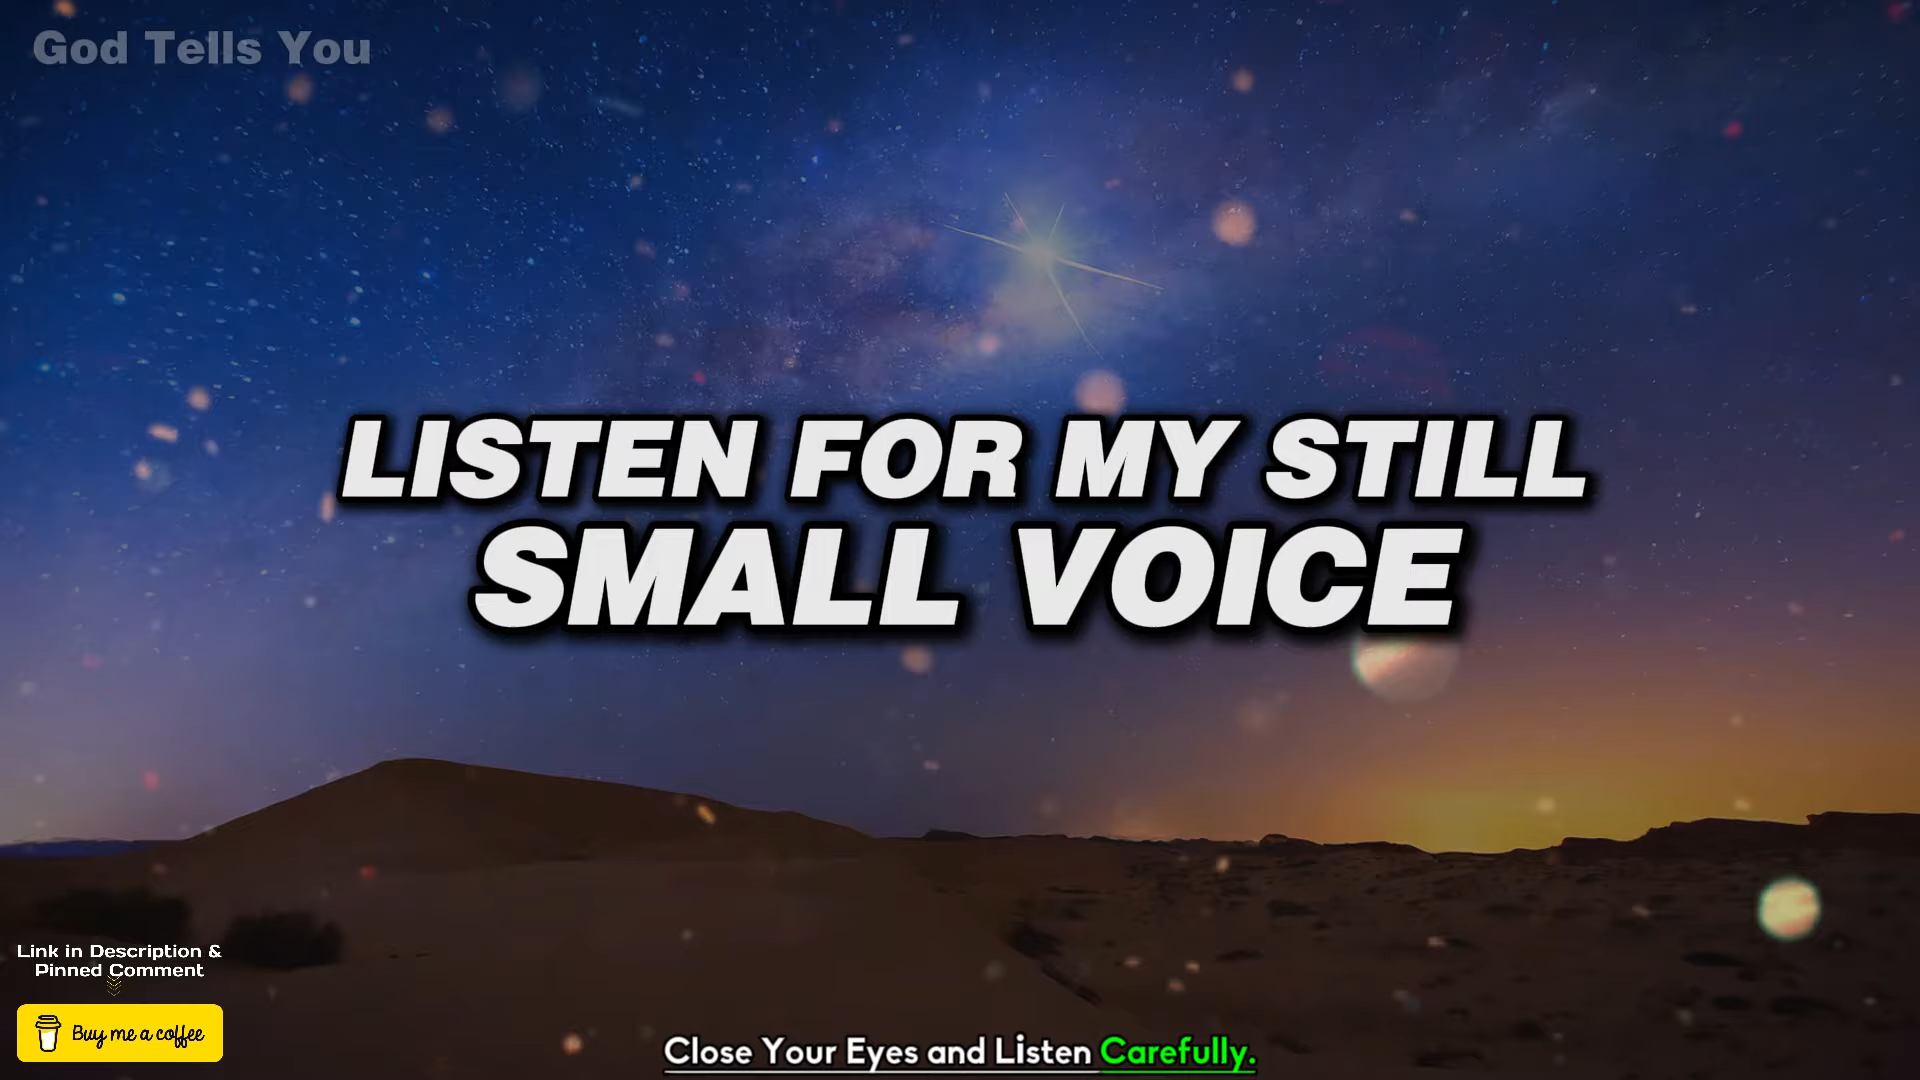 God Tells You
LISTEN FOR MY STILL
SMALL VOICE
Link in Description &
Pinned Comment
Buy me a coffee
Close Your Eyes and Listen Carefully.